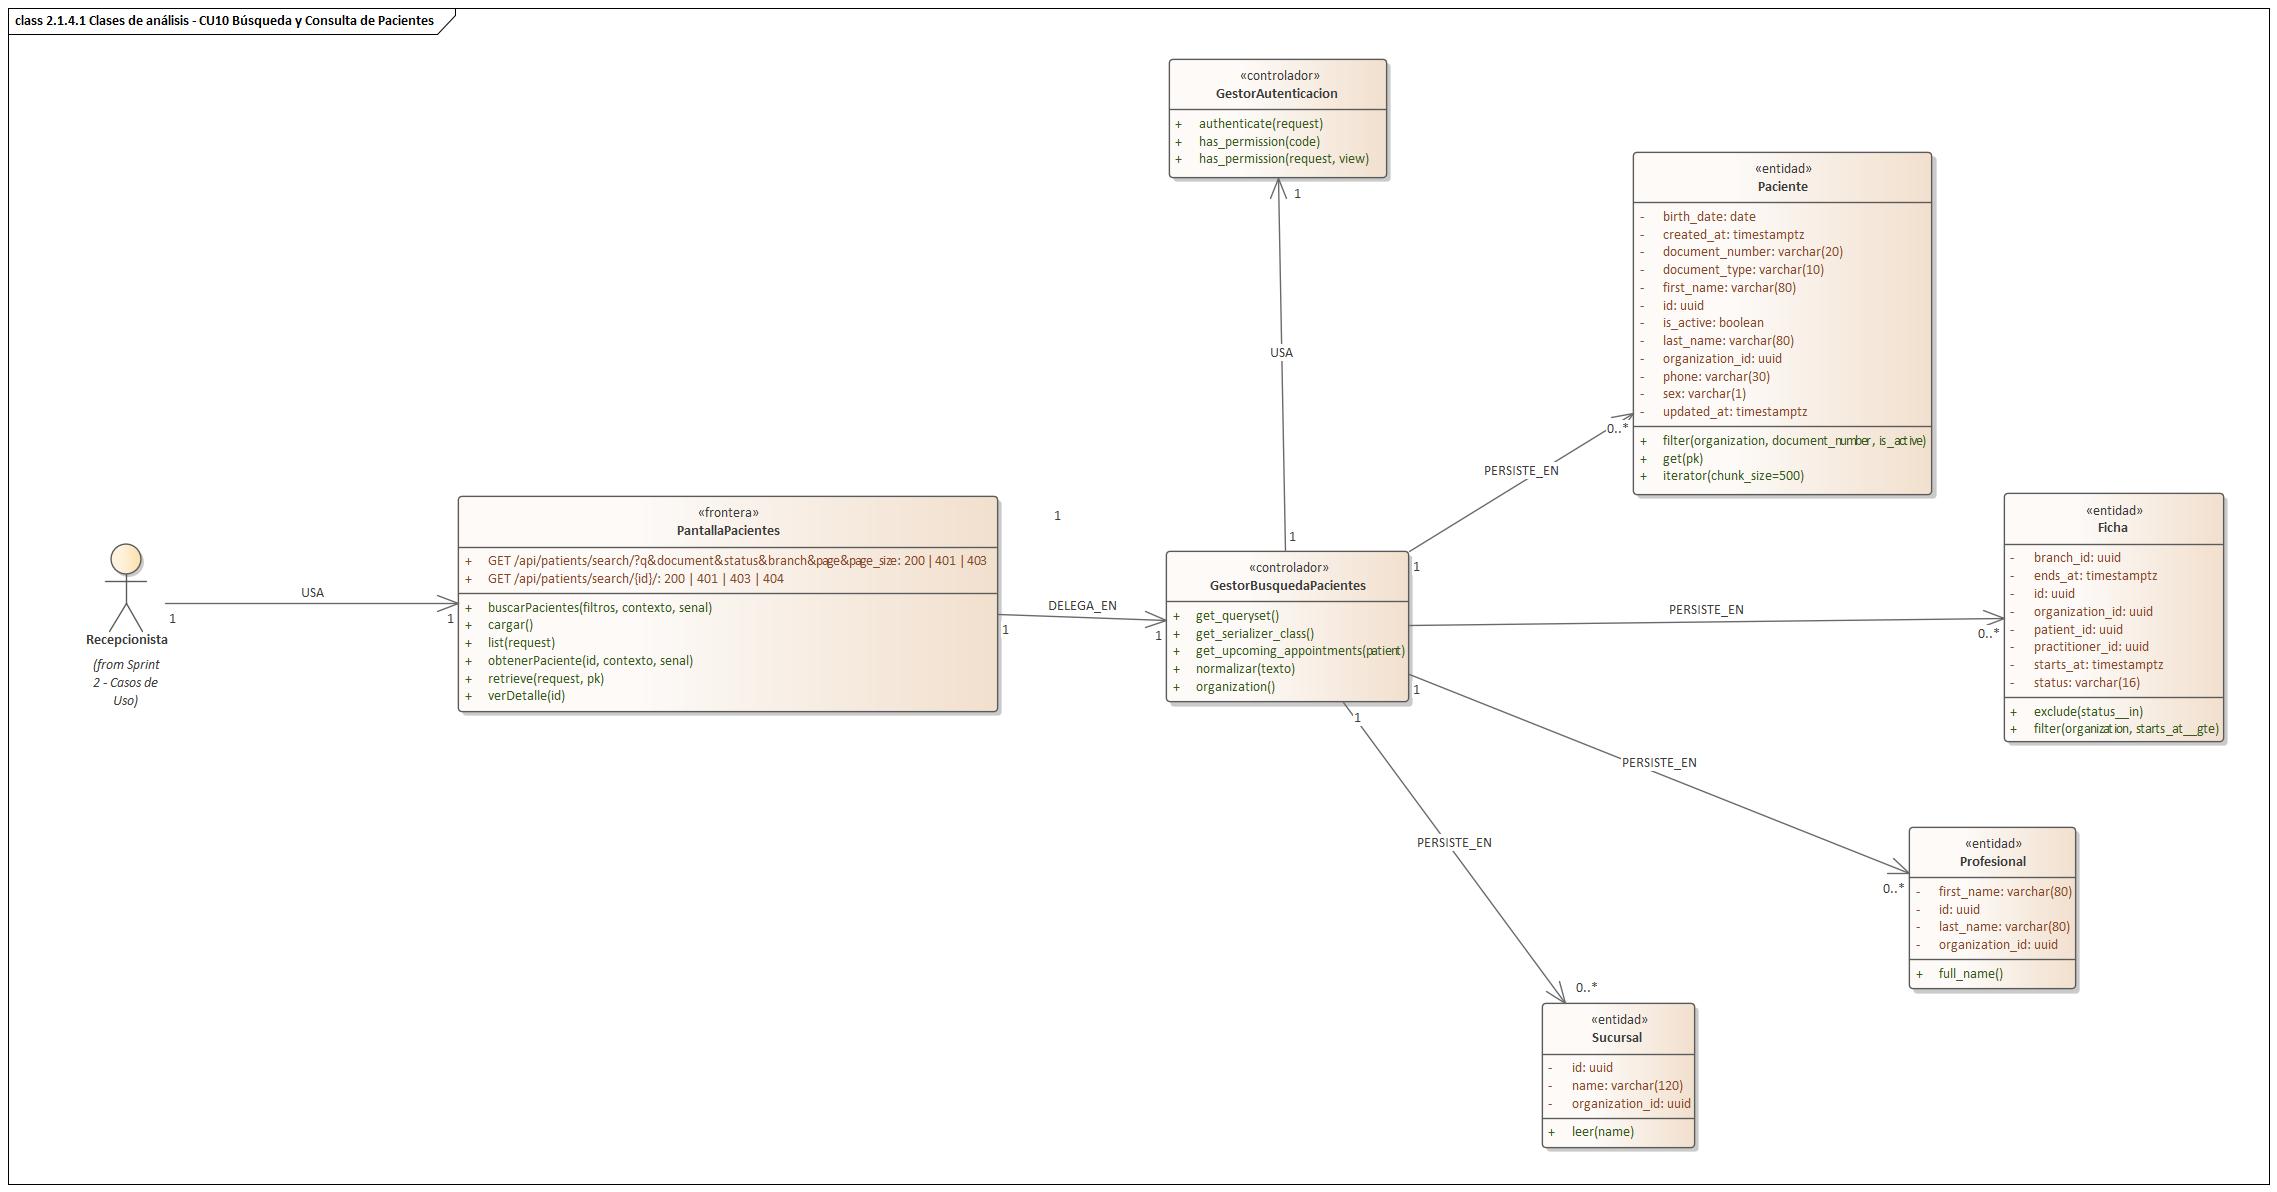 class 2.1.4.1 Clases de análisis - CU10 Búsqueda y Consulta de Pacientes
«controlador»
GestorAutenticacion
+ authenticate(request)
+ has_permission(code)
+ has_permission(request, view)
1
USA
1
«entidad»
Paciente
- birth_date: date
- created_at: timestamptz
- document_number: varchar(20)
- document_type: varchar(10)
- first_name: varchar(80)
- id: uuid
- is_active: boolean
- last_name: varchar(80)
- organization_id: uuid
- phone: varchar(30)
- sex: varchar(1)
- updated_at: timestamptz
+ filter(organization, document_number, is_active)
+ get(pk)
+ iterator(chunk_size=500)
0..*
PERSISTE_EN
1
Recepcionista
(from Sprint
2 - Casos de
Uso)
USA
1
1
«frontera»
PantallaPacientes
+ GET /api/patients/search/?q&document&status&branch&page&page_size: 200 | 401 | 403
+ GET /api/patients/search/{id}/: 200 | 401 | 403 | 404
+ buscarPacientes(filtros, contexto, senal)
+ cargar()
+ list(request)
+ obtenerPaciente(id, contexto, senal)
+ retrieve(request, pk)
+ verDetalle(id)
1
DELEGA_EN
1
1
«controlador»
GestorBusquedaPacientes
+ get_queryset()
+ get_serializer_class()
+ get_upcoming_appointments(patient)
+ normalizar(texto)
+ organization()
PERSISTE_EN
0..*
«entidad»
Ficha
- branch_id: uuid
- ends_at: timestamptz
- id: uuid
- organization_id: uuid
- patient_id: uuid
- practitioner_id: uuid
- starts_at: timestamptz
- status: varchar(16)
+ exclude(status__in)
+ filter(organization, starts_at__gte)
1
PERSISTE_EN
0..*
«entidad»
Profesional
- first_name: varchar(80)
- id: uuid
- last_name: varchar(80)
- organization_id: uuid
+ full_name()
1
PERSISTE_EN
0..*
«entidad»
Sucursal
- id: uuid
- name: varchar(120)
- organization_id: uuid
+ leer(name)